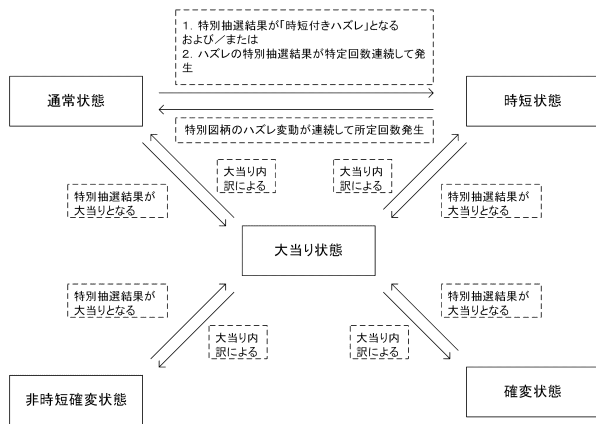 1．特別抽選結果が「時短付きハズレ」となる
および／または
2．ハズレの特別抽選結果が特定回数連続して発
生
通常状態
時短状態
特別図柄のハズレ変動が連続して所定回数発生
大当り内
訳による
大当り内
訳による
特別抽選結果が
大当りとなる
特別抽選結果が
大当りとなる
大当り状態
特別抽選結果が
大当りとなる
特別抽選結果が
大当りとなる
大当り内
訳による
大当り内
訳による
非時短確変状態
確変状態